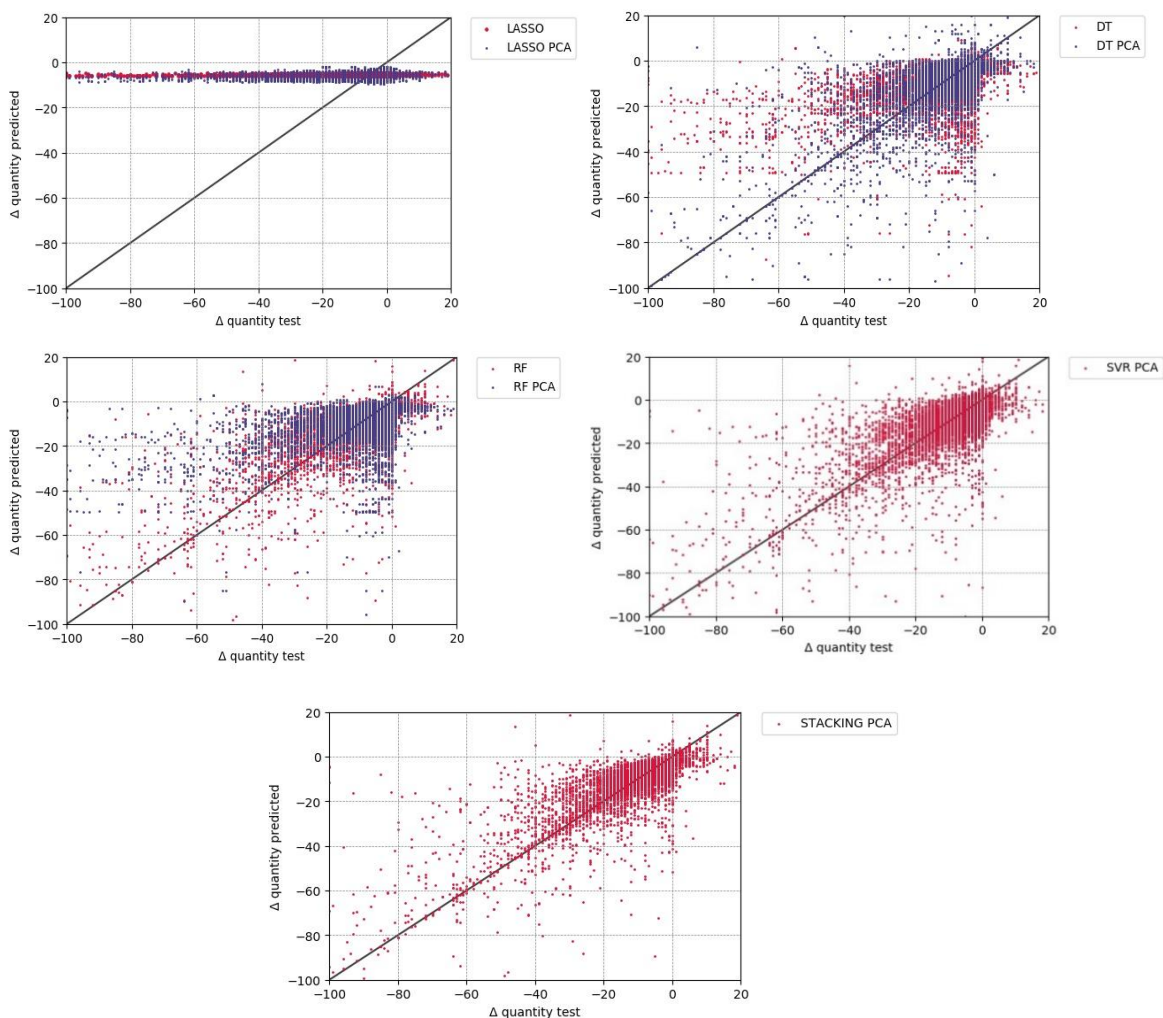 20
0
−20
−40
−60
−80
−100
Δ quantity predicted
−100 −80 −60 −40 −20 0 20
Δ quantity test
LASSO
LASSO PCA
20
0
−20
−40
−60
−80
−100
Δ quantity predicted
−100 −80 −60 −40 −20 0 20
Δ quantity test
DT
DT PCA
20
0
−20
−40
−60
−80
−100
Δ quantity predicted
−100 −80 −60 −40 −20 0 20
Δ quantity test
RF
RF PCA
20
0
−20
−40
−60
−80
−100
Δ quantity predicted
−100 −80 −60 −40 −20 0 20
Δ quantity test
SVR PCA
20
0
−20
−40
−60
−80
−100
Δ quantity predicted
−100 −80 −60 −40 −20 0 20
Δ quantity test
STACKING PCA